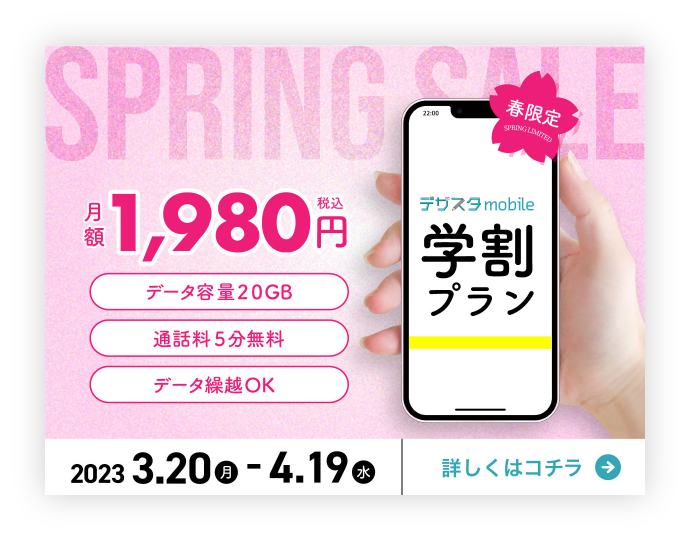 SPRING SALE
22:00
春限定
SPRING LIMITED
月額1,980円税込
デザスタmobile
学割
プラン
データ容量20GB
通話料5分無料
データ繰越OK
2023 3.20月-4.19水
詳しくはコチラ